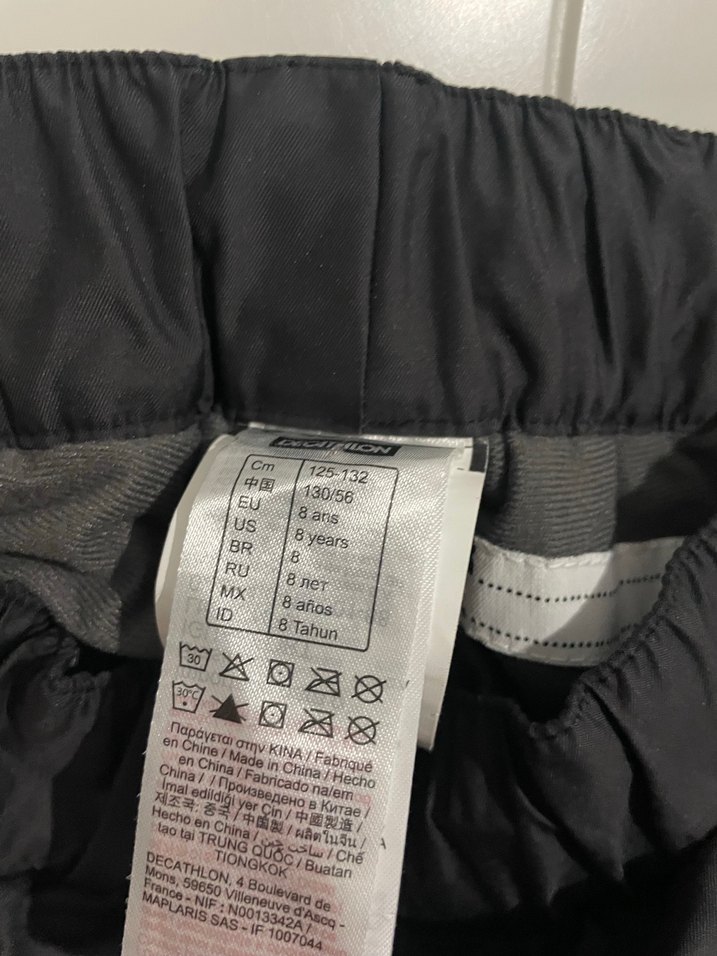 DECATHLON
Cm 125-132
中国 130/56
EU 8 ans
US 8 years
BR 8
RU 8 лет
MX 8 años
ID 8 Tahun
30
30°C
Παράγεται στην ΚΙΝΑ / Fabriqué
en Chine / Made in China / Hecho
en China / Fabricado na/em
China / / Произведено в Китае /
İmal edildiği yer Çin / 中國製造 /
제조국: 중국 / 中国製 / ผลิตในจีน /
Hecho en China / صنع في الصين / Chế
tạo tại TRUNG QUỐC / Buatan
TIONGKOK
DECATHLON, 4 Boulevard de
Mons, 59650 Villeneuve d'Ascq -
France - NIF : N0013342A /
MAPLARIS SAS - IF 1007044